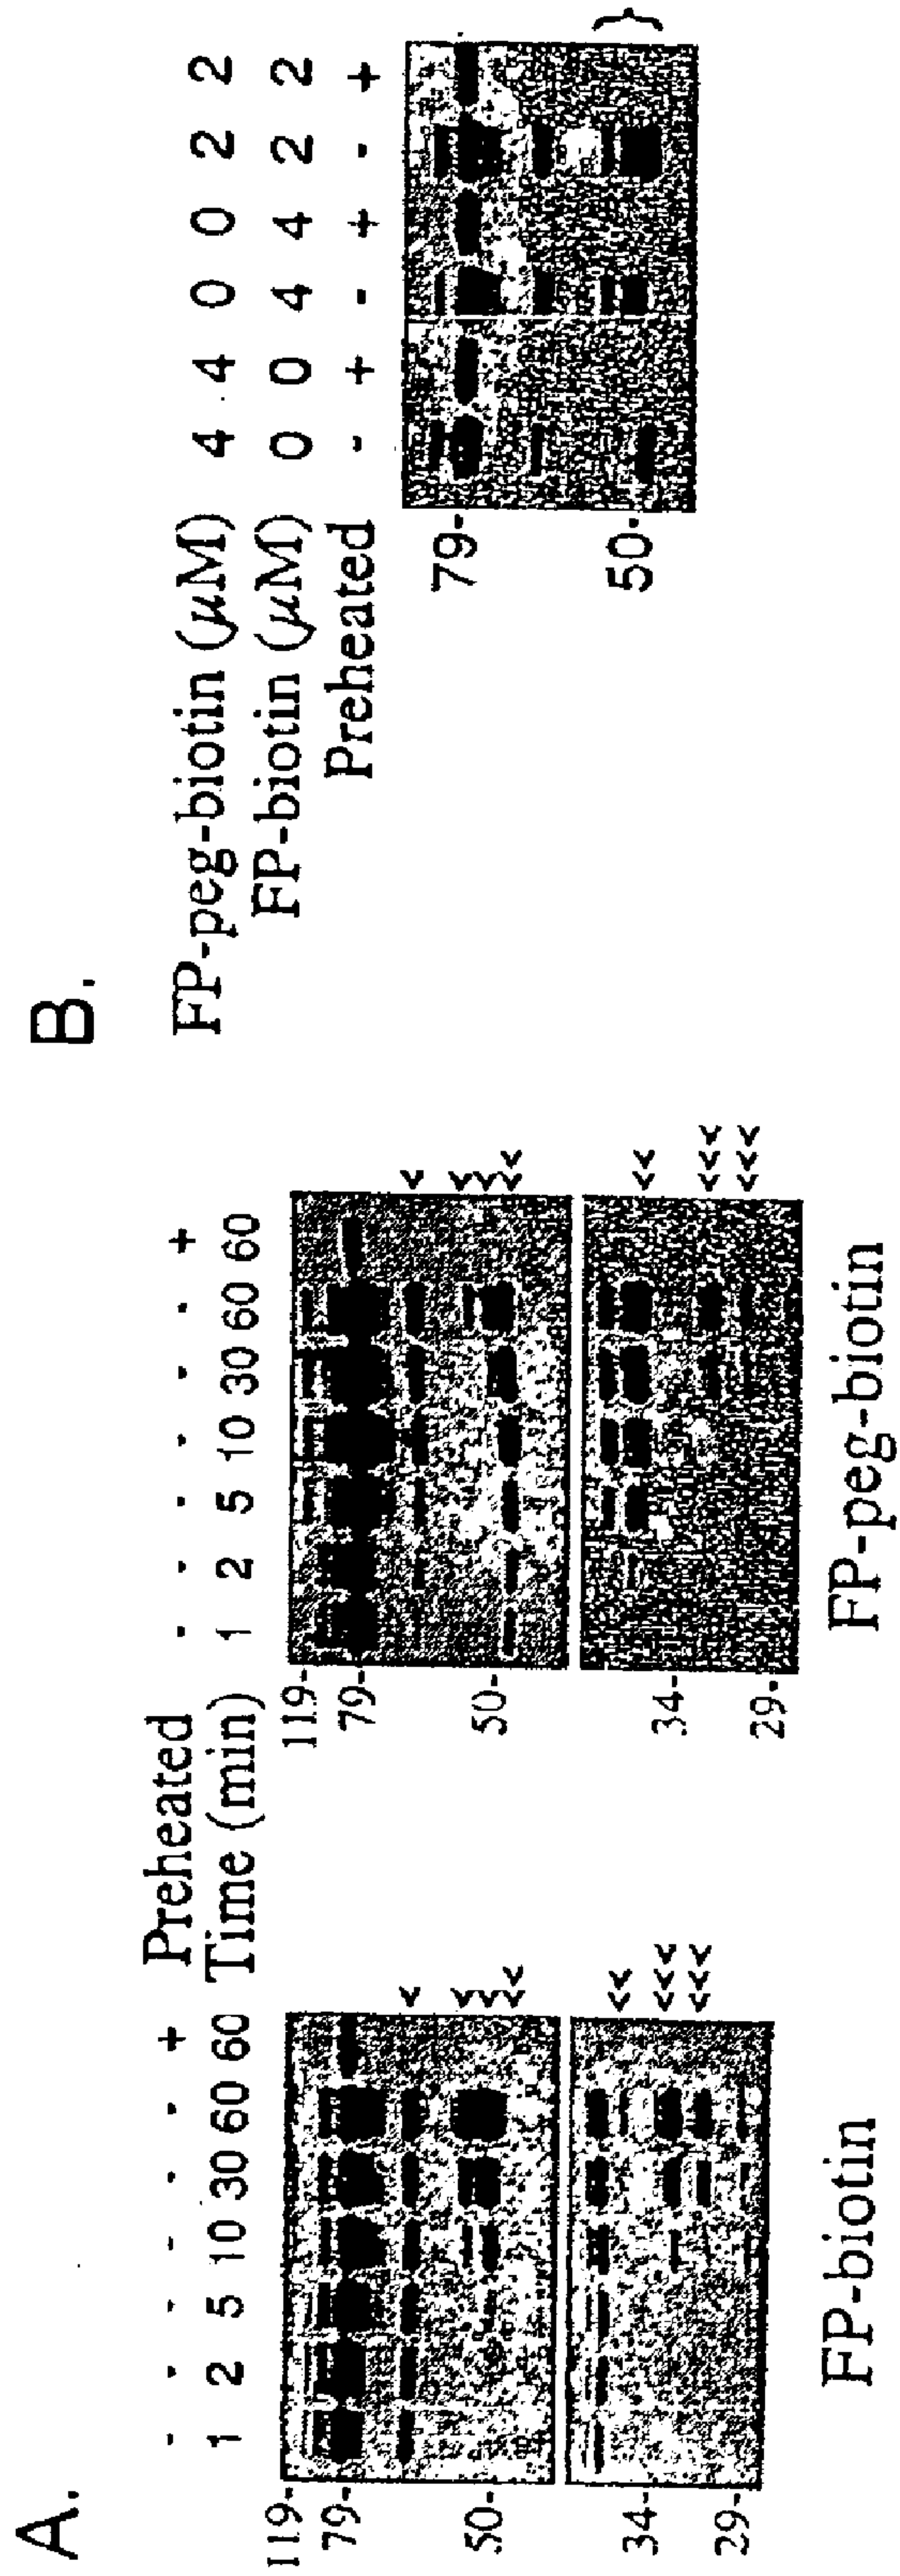 A.
- - - - - - + Preheated - - - - - - +
1 2 5 10 30 60 60 Time (min) 1 2 5 10 30 60 60
119-
79-
50-
34-
29-
FP-biotin
119-
79-
50-
34-
29-
FP-peg-biotin
B.
FP-peg-biotin (μM) 4 4 0 0 2 2
FP-biotin (μM) 0 0 4 4 2 2
Preheated - + - + - +
79-
50-